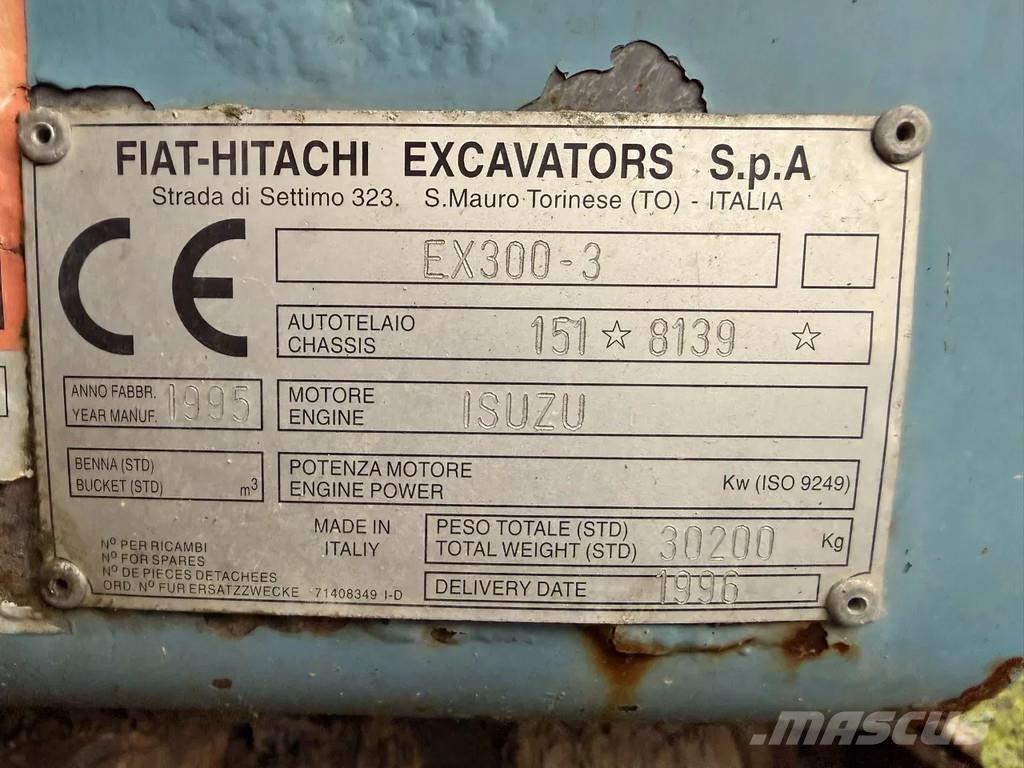 FIAT-HITACHI EXCAVATORS S.p.A
Strada di Settimo 323. S.Mauro Torinese (TO) - ITALIA
CE
EX300-3
AUTOTELAIO
CHASSIS 151 ☆ 8139 ☆
ANNO FABBR.
YEAR MANUF. 1995
MOTORE
ENGINE ISUZU
BENNA (STD)
BUCKET (STD) m³
POTENZA MOTORE
ENGINE POWER Kw (ISO 9249)
MADE IN
ITALIY
PESO TOTALE (STD)
TOTAL WEIGHT (STD) 30200 Kg
DELIVERY DATE 1996
Nº PER RICAMBI
Nº FOR SPARES
Nº DE PIECES DETACHEES
ORD. Nº FUR ERSATZZWECKE 71408349 I-D
MASCUS